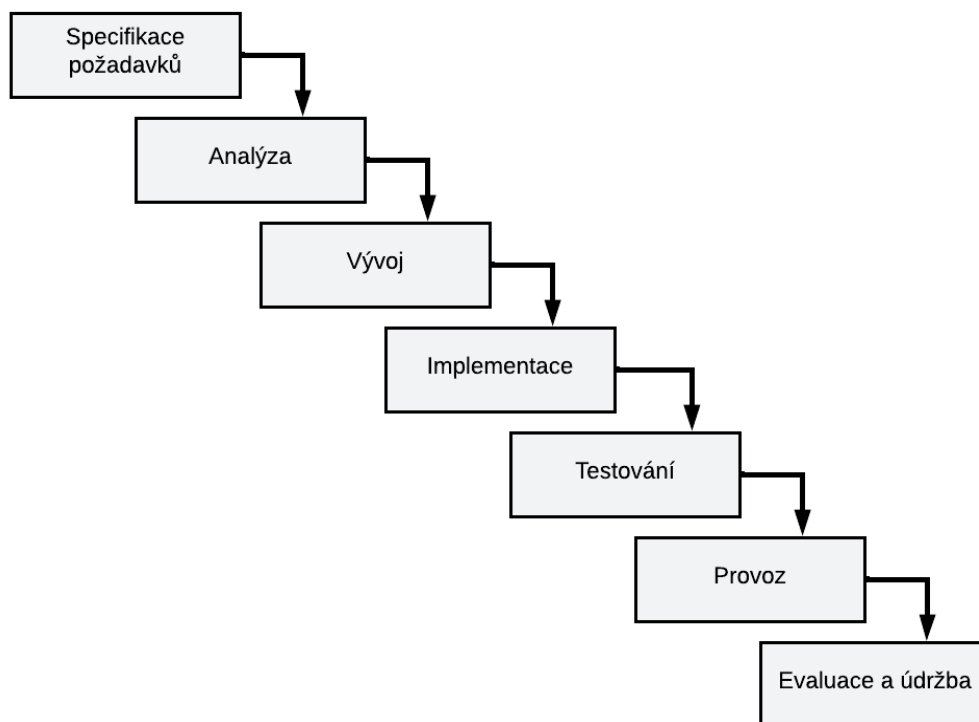 Specifikace
požadavků
Analýza
Vývoj
Implementace
Testování
Provoz
Evaluace a údržba